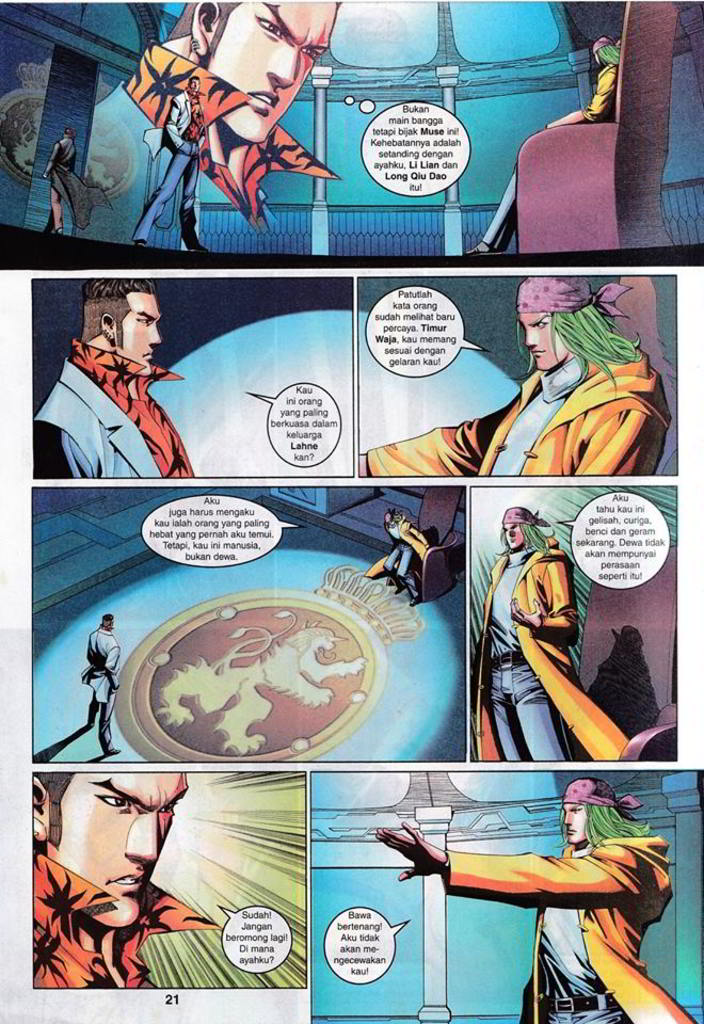 Bukan
main bangga
tetapi bijak Muse ini!
Kehebatannya adalah
setanding dengan
ayahku, Li Lian dan
Long Qiu Dao
itu!
Kau
ini orang
yang paling
berkuasa dalam
keluarga
Lahne
kan?
Patutlah
kata orang
sudah melihat baru
percaya. Timur
Waja, kau memang
sesuai dengan
gelaran kau!
Aku
juga harus mengaku
kau ialah orang yang paling
hebat yang pernah aku temui.
Tetapi, kau ini manusia,
bukan dewa.
Aku
tahu kau ini
gelisah, curiga,
benci dan geram
sekarang. Dewa tidak
akan mempunyai
perasaan
seperti itu!
Sudah!
Jangan
beromong lagi!
Di mana
ayahku?
Bawa
bertenang!
Aku tidak
akan me-
ngecewakan
kau!
21